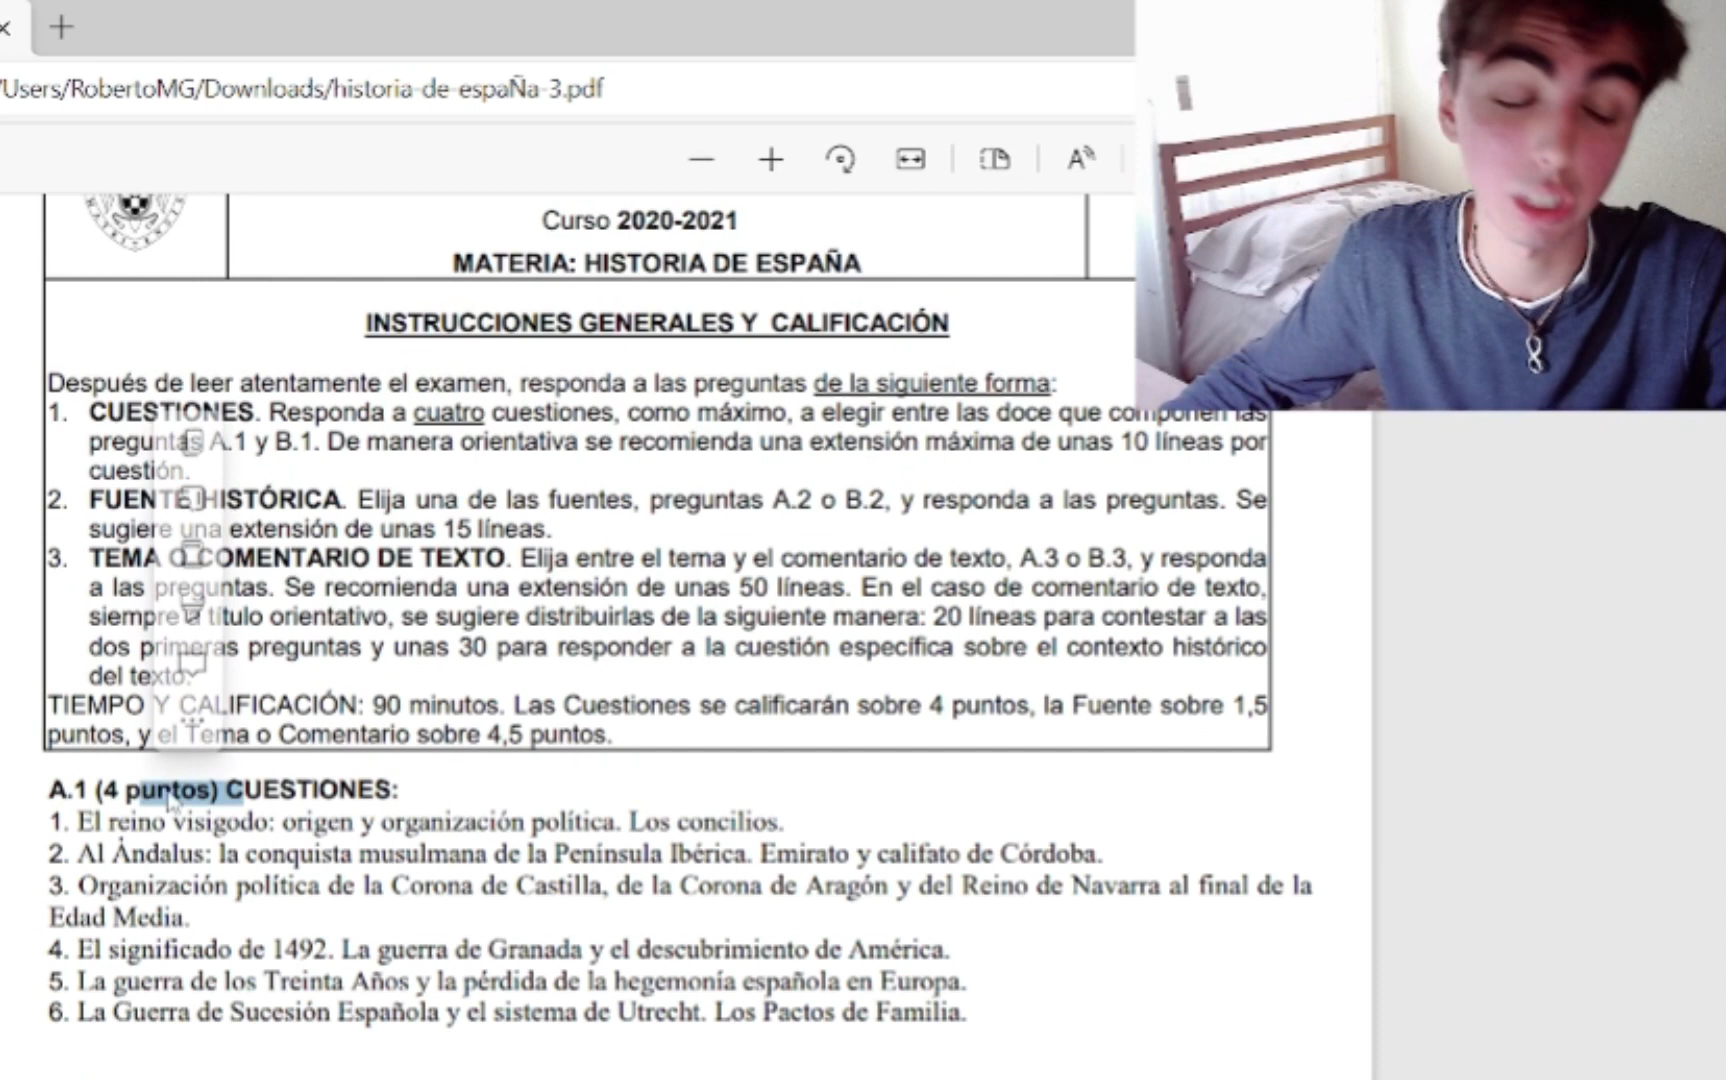 /Users/RobertoMG/Downloads/historia-de-espaÑa-3.pdf
Curso 2020-2021
MATERIA: HISTORIA DE ESPAÑA
INSTRUCCIONES GENERALES Y CALIFICACIÓN
Después de leer atentamente el examen, responda a las preguntas de la siguiente forma:
1. CUESTIONES. Responda a cuatro cuestiones, como máximo, a elegir entre las doce que componen las
preguntas A.1 y B.1. De manera orientativa se recomienda una extensión máxima de unas 10 líneas por
cuestión.
2. FUENTE HISTÓRICA. Elija una de las fuentes, preguntas A.2 o B.2, y responda a las preguntas. Se
sugiere una extensión de unas 15 líneas.
3. TEMA O COMENTARIO DE TEXTO. Elija entre el tema y el comentario de texto, A.3 o B.3, y responda
a las preguntas. Se recomienda una extensión de unas 50 líneas. En el caso de comentario de texto,
siempre a título orientativo, se sugiere distribuirlas de la siguiente manera: 20 líneas para contestar a las
dos primeras preguntas y unas 30 para responder a la cuestión específica sobre el contexto histórico
del texto.
TIEMPO Y CALIFICACIÓN: 90 minutos. Las Cuestiones se calificarán sobre 4 puntos, la Fuente sobre 1,5
puntos, y el Tema o Comentario sobre 4,5 puntos.
A.1 (4 puntos) CUESTIONES:
1. El reino visigodo: origen y organización política. Los concilios.
2. Al Ándalus: la conquista musulmana de la Península Ibérica. Emirato y califato de Córdoba.
3. Organización política de la Corona de Castilla, de la Corona de Aragón y del Reino de Navarra al final de la
Edad Media.
4. El significado de 1492. La guerra de Granada y el descubrimiento de América.
5. La guerra de los Treinta Años y la pérdida de la hegemonía española en Europa.
6. La Guerra de Sucesión Española y el sistema de Utrecht. Los Pactos de Familia.